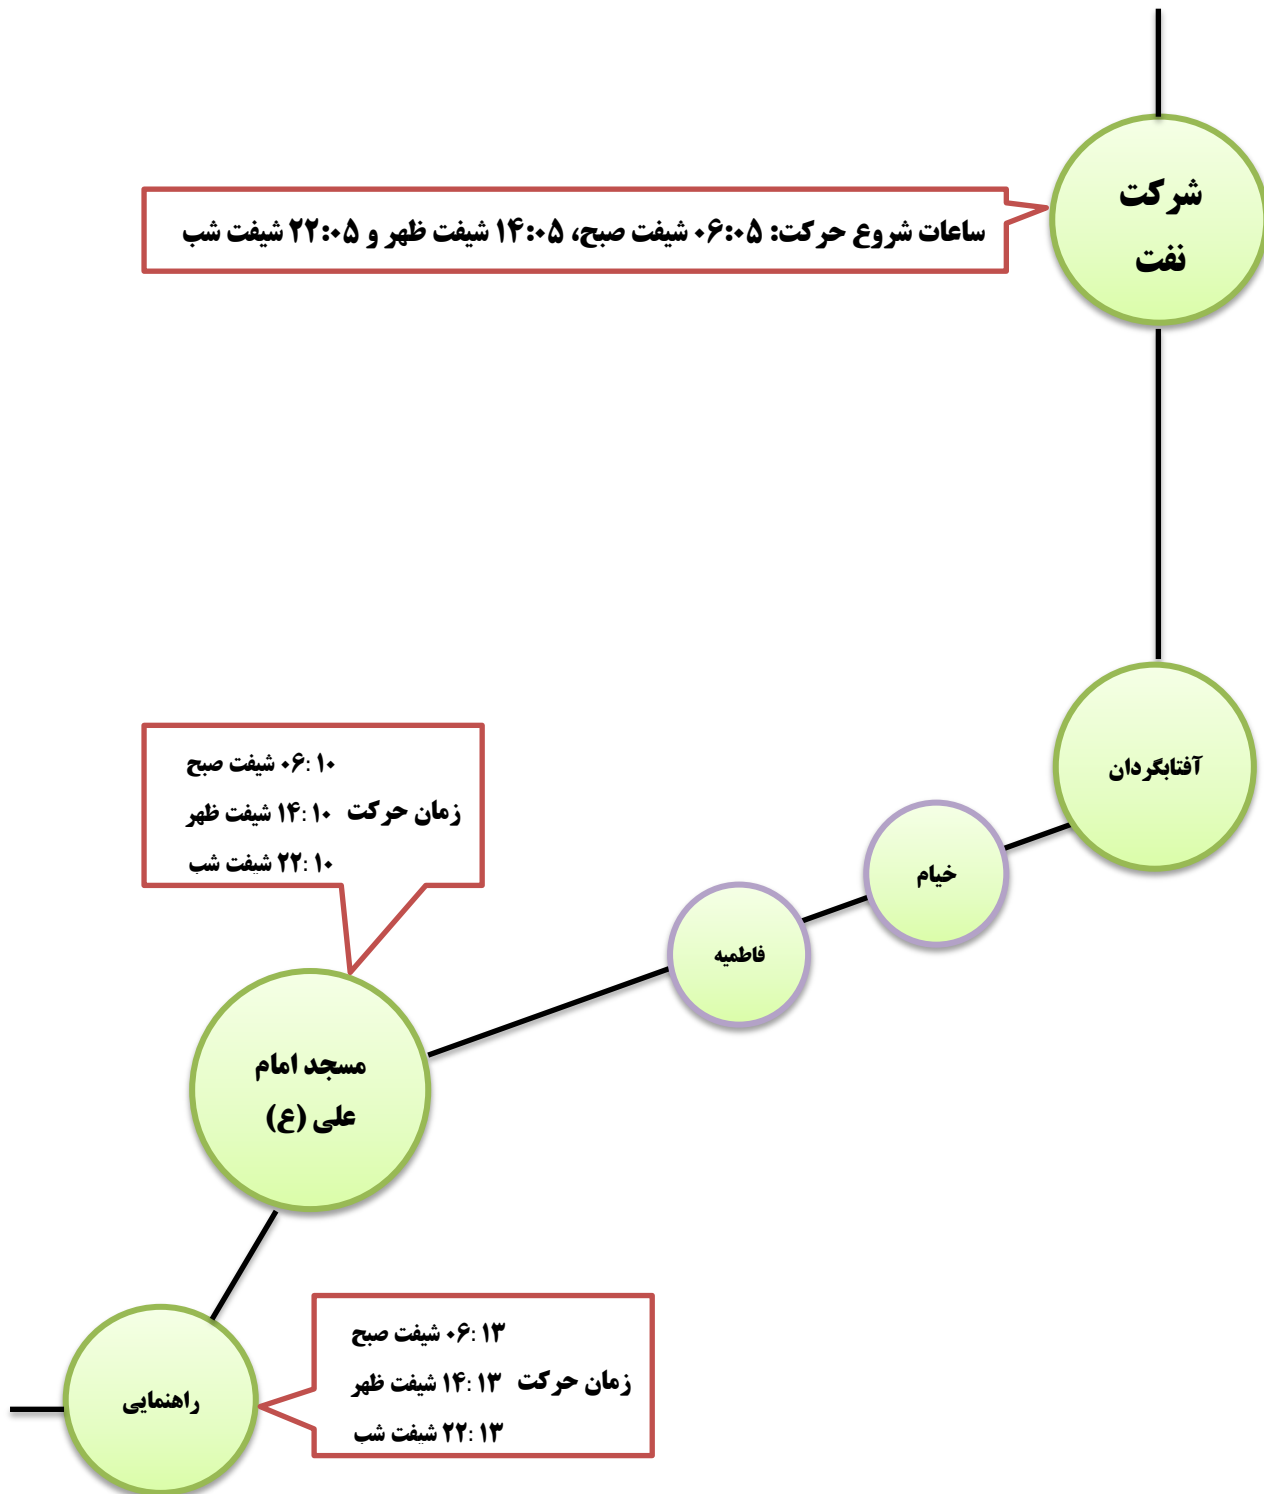 شرکت
نفت
ساعات شروع حرکت: ۰۶:۰۵ شیفت صبح، ۱۴:۰۵ شیفت ظهر و ۲۲:۰۵ شیفت شب
آفتابگردان
خیام
فاطمیه
۰۶:۱۰ شیفت صبح
زمان حرکت ۱۴:۱۰ شیفت ظهر
۲۲:۱۰ شیفت شب
مسجد امام
علی (ع)
۰۶:۱۳ شیفت صبح
زمان حرکت ۱۴:۱۳ شیفت ظهر
۲۲:۱۳ شیفت شب
راهنمایی